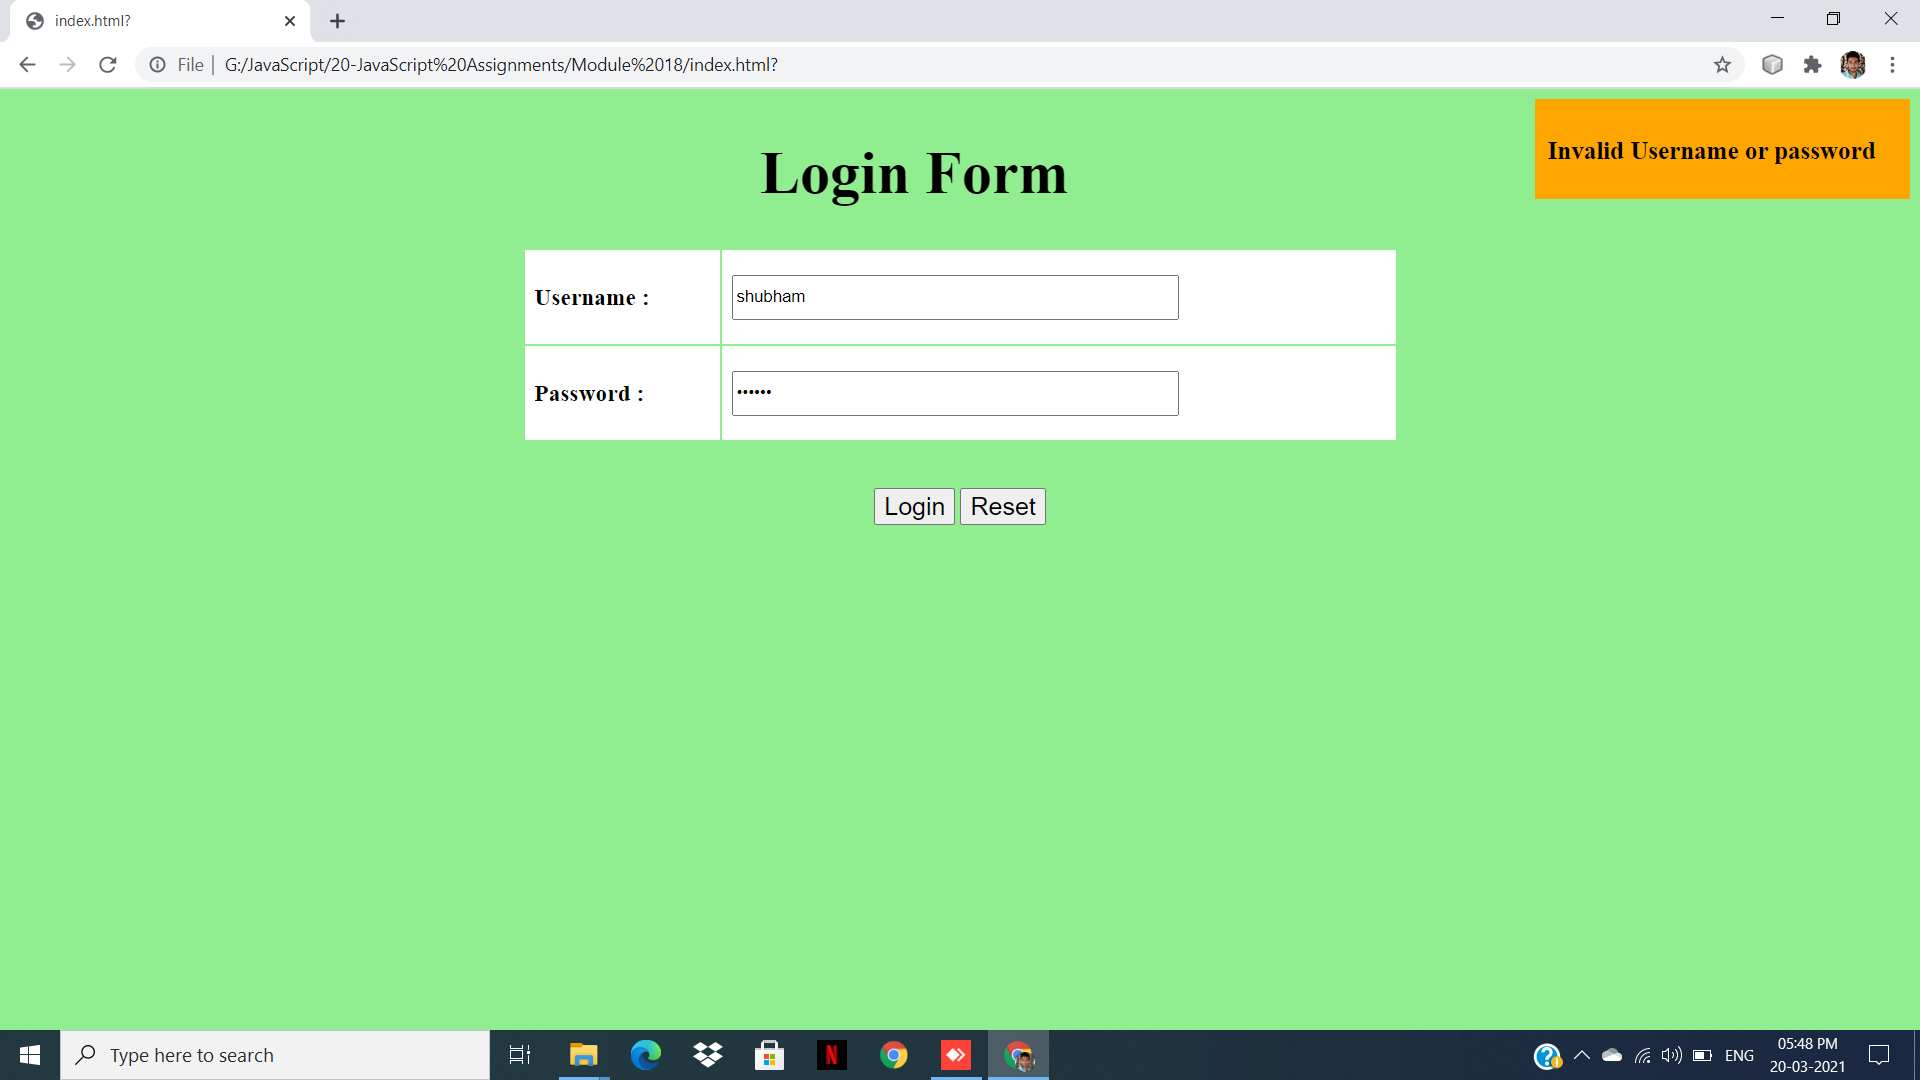 index.html?
File | G:/JavaScript/20-JavaScript%20Assignments/Module%2018/index.html?
Invalid Username or password
Login Form
Username :
shubham
Password :
••••••
Login Reset
Type here to search
N
ENG
05:48 PM
20-03-2021